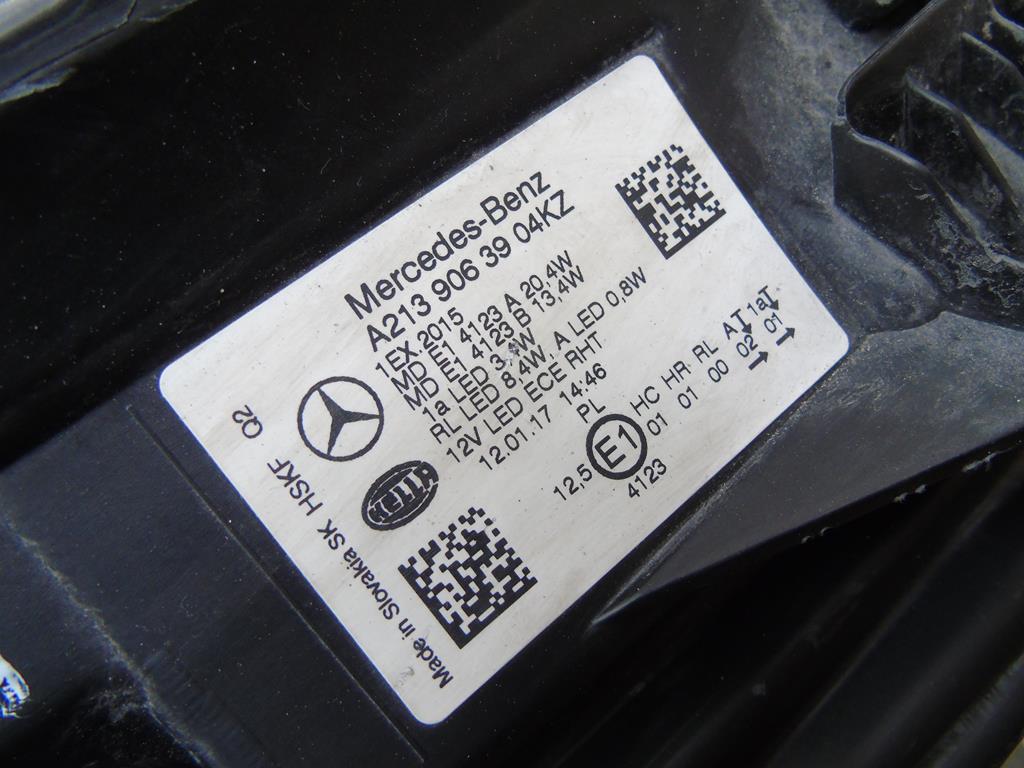 Mercedes-Benz
A213 906 39 04KZ
1EX 2015
MD E1 4123 A 20,4W
MD E1 4123 B 13,4W
1a LED 3,4W
RL LED 8,4W, A LED 0,8W
12V LED ECE RHT
12.01.17 14:46
PL
12,5 E1 HC HR RL A 1a
01 01 00 02 01
4123
Q2
HELLA
Made in Slovakia SK HSKF